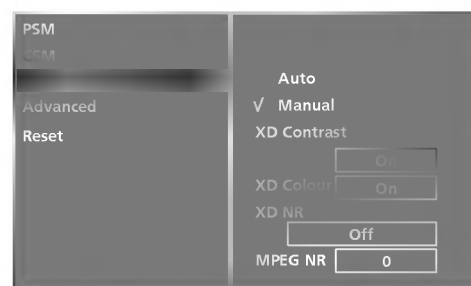 PSM
CSM
Advanced
Reset
Auto
√ Manual
XD Contrast
On
XD Colour On
XD NR
Off
MPEG NR 0